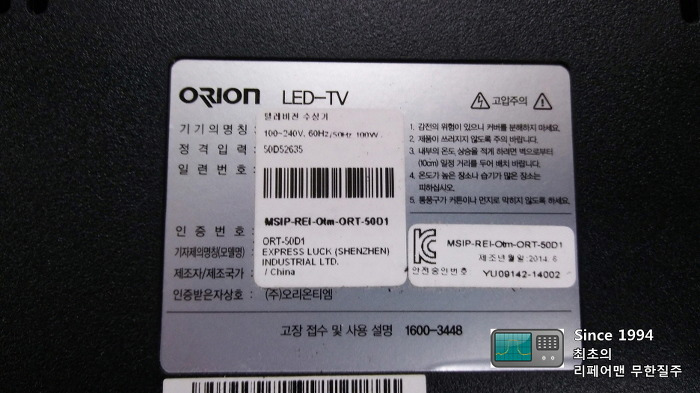 ORION LED-TV
고압주의
기기의명칭 : 텔레비전 수상기
정격입력 : 100~240V, 60Hz/50Hz 100W
일련번호 : 50D52635
1. 감전의 위험이 있으니 커버를 분해하지 마세요.
2. 제품이 쓰러지지 않도록 주의 바랍니다.
3. 내부의 온도 상승을 적게 하려면 벽으로부터
(10cm) 일정 거리를 두어 배치 바랍니다.
4. 온도가 높은 장소나 습기가 많은 장소는
피하십시오.
5. 통풍구가 커튼이나 먼지로 막히지 않도록 하세요.
인증번호 : MSIP-REI-Otm-ORT-50D1
기자재의명칭(모델명) : ORT-50D1
제조자/제조국가 : EXPRESS LUCK (SHENZHEN)
INDUSTRIAL LTD.
/ China
인증받은자상호 : (주)오리온티엠
MSIP-REI-Otm-ORT-50D1
제조년월일:2014. 6
안전승인번호 YU09142-14002
고장 접수 및 사용 설명 1600-3448
Since 1994
최초의
리페어맨 무한질주